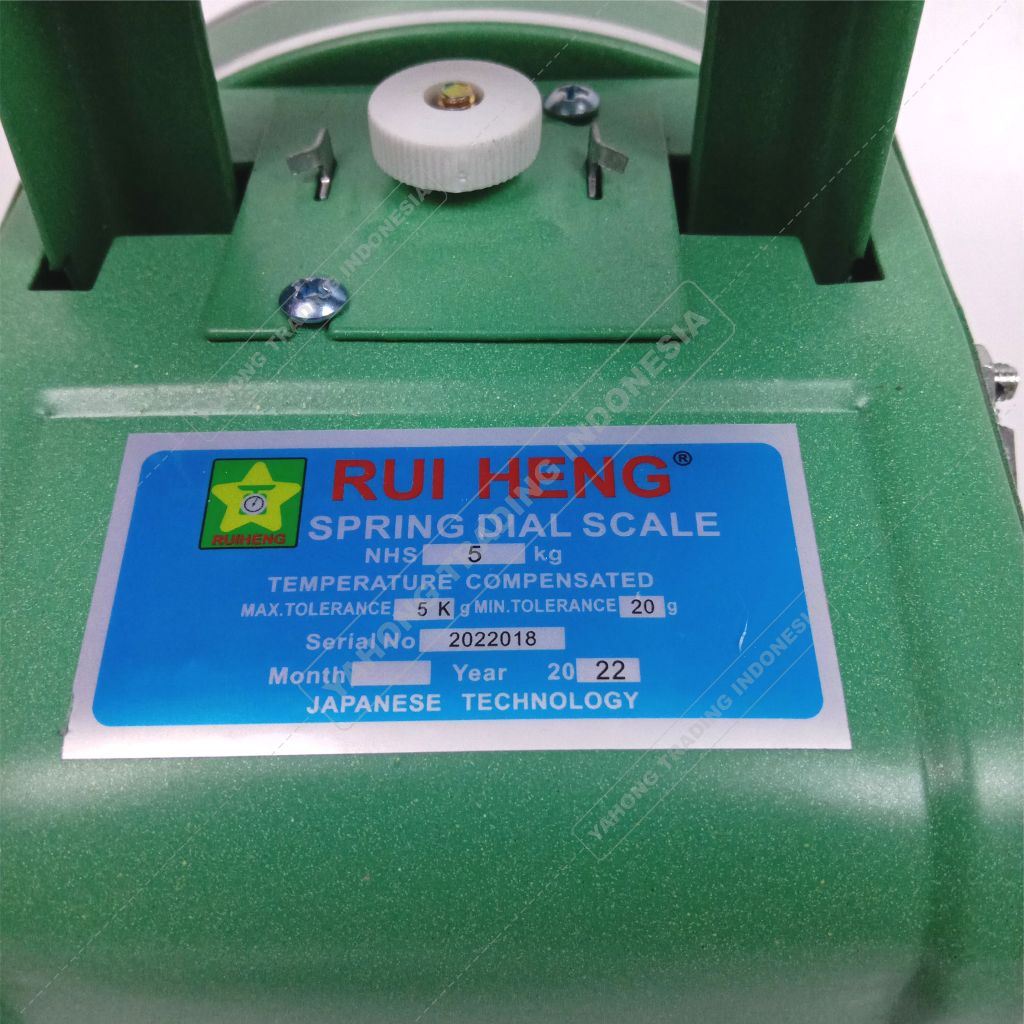 RUI HENG®
RUIHENG
SPRING DIAL SCALE
NHS 5 kg
TEMPERATURE COMPENSATED
MAX.TOLERANCE 5 K g MIN.TOLERANCE 20 g
Serial No 2022018
Month Year 20 22
JAPANESE TECHNOLOGY
YAHONG TRADING INDONESIA
YAHONG TRADING INDONESIA
YAHONG TRADING INDONESIA